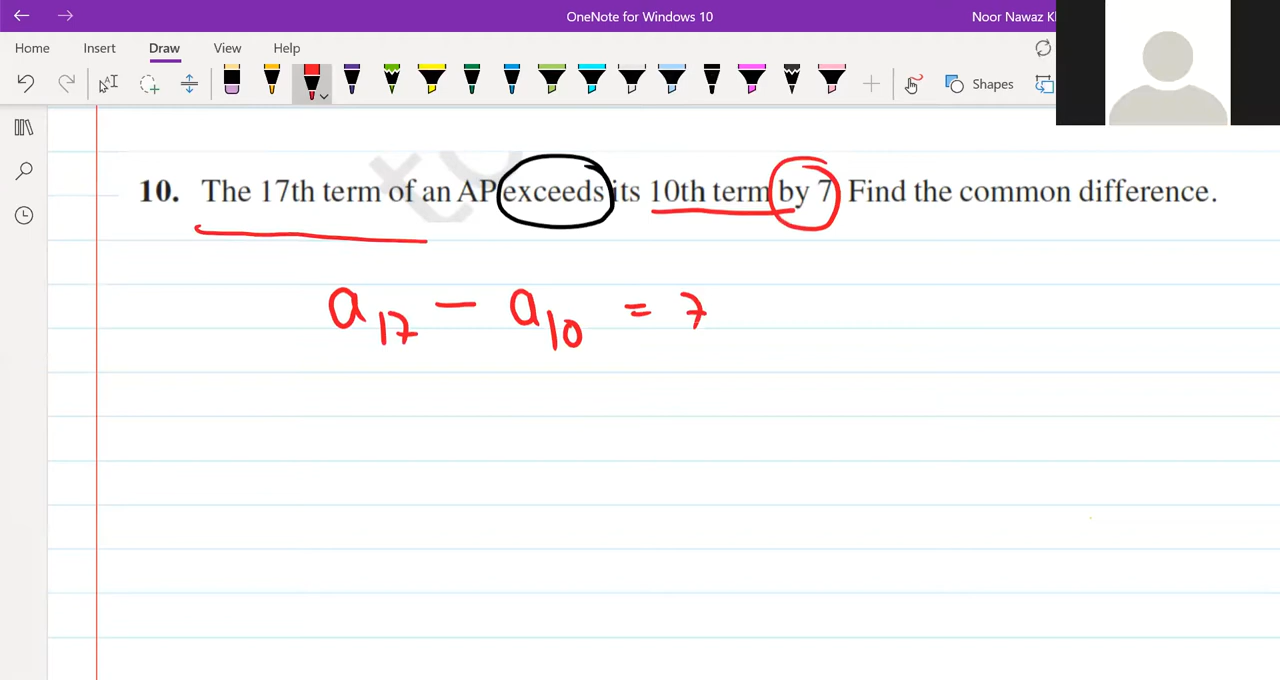 OneNote for Windows 10
Noor Nawaz
Home Insert Draw View Help
Shapes
10. The 17th term of an AP exceeds its 10th term by 7. Find the common difference.
a17 – a10 = 7